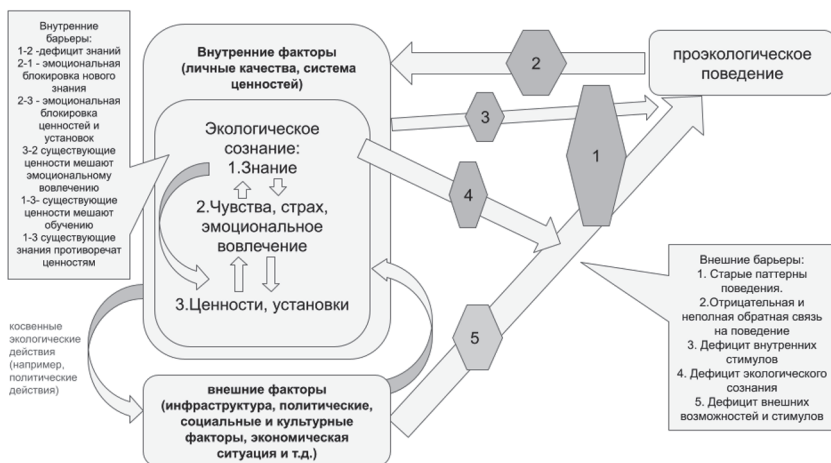 Внутренние
барьеры:
1-2 -дефицит знаний
2-1 - эмоциональная
блокировка нового
знания
2-3 - эмоциональная
блокировка
ценностей и
установок
3-2 существующие
ценности мешают
эмоциональному
вовлечению
1-3- существующие
ценности мешают
обучению
1-3 существующие
знания противоречат
ценностям
Внутренние факторы
(личные качества, система
ценностей)
Экологическое
сознание:
1.Знание
2.Чувства, страх,
эмоциональное
вовлечение
3.Ценности, установки
2
3
1
4
5
проэкологическое
поведение
Внешние барьеры:
1. Старые паттерны
поведения.
2.Отрицательная и
неполная обратная связь
на поведение
3. Дефицит внутренних
стимулов
4. Дефицит экологического
сознания
5. Дефицит внешних
возможностей и стимулов
косвенные
экологические
действия
(например,
политические
действия)
внешние факторы
(инфраструктура, политические,
социальные и культурные
факторы, экономическая
ситуация и т.д.)